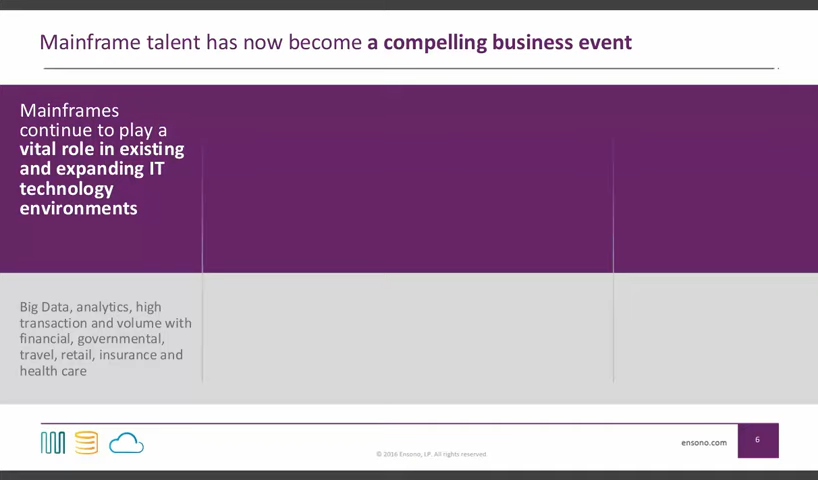 Mainframe talent has now become a compelling business event
Mainframes
continue to play a
vital role in existing
and expanding IT
technology
environments
Big Data, analytics, high
transaction and volume with
financial, governmental,
travel, retail, insurance and
health care
© 2016 Ensono, LP. All rights reserved
ensono.com
6